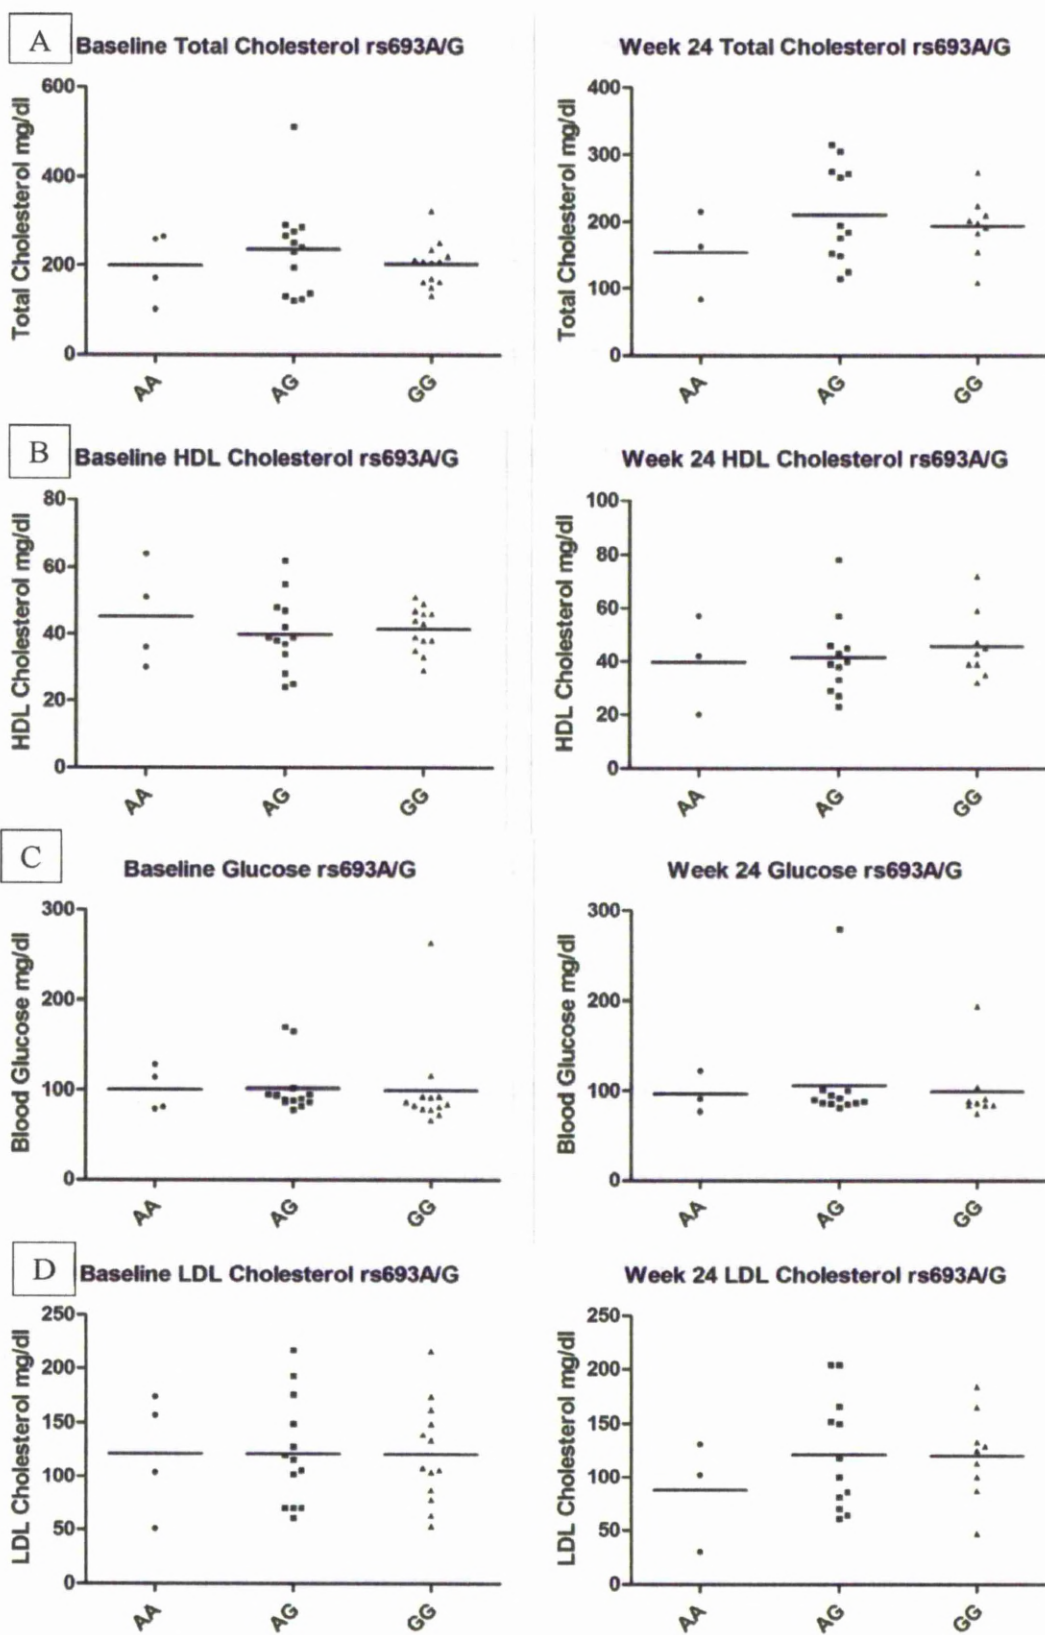 A
Baseline Total Cholesterol rs693A/G
Total Cholesterol mg/dl
600
400
200
0
AA
AG
GG
Week 24 Total Cholesterol rs693A/G
Total Cholesterol mg/dl
400
300
200
100
0
AA
AG
GG
B
Baseline HDL Cholesterol rs693A/G
HDL Cholesterol mg/dl
80
60
40
20
0
AA
AG
GG
Week 24 HDL Cholesterol rs693A/G
HDL Cholesterol mg/dl
100
80
60
40
20
0
AA
AG
GG
C
Baseline Glucose rs693A/G
Blood Glucose mg/dl
300
200
100
0
AA
AG
GG
Week 24 Glucose rs693A/G
Blood Glucose mg/dl
300
200
100
0
AA
AG
GG
D
Baseline LDL Cholesterol rs693A/G
LDL Cholesterol mg/dl
250
200
150
100
50
0
AA
AG
GG
Week 24 LDL Cholesterol rs693A/G
LDL Cholesterol mg/dl
250
200
150
100
50
0
AA
AG
GG